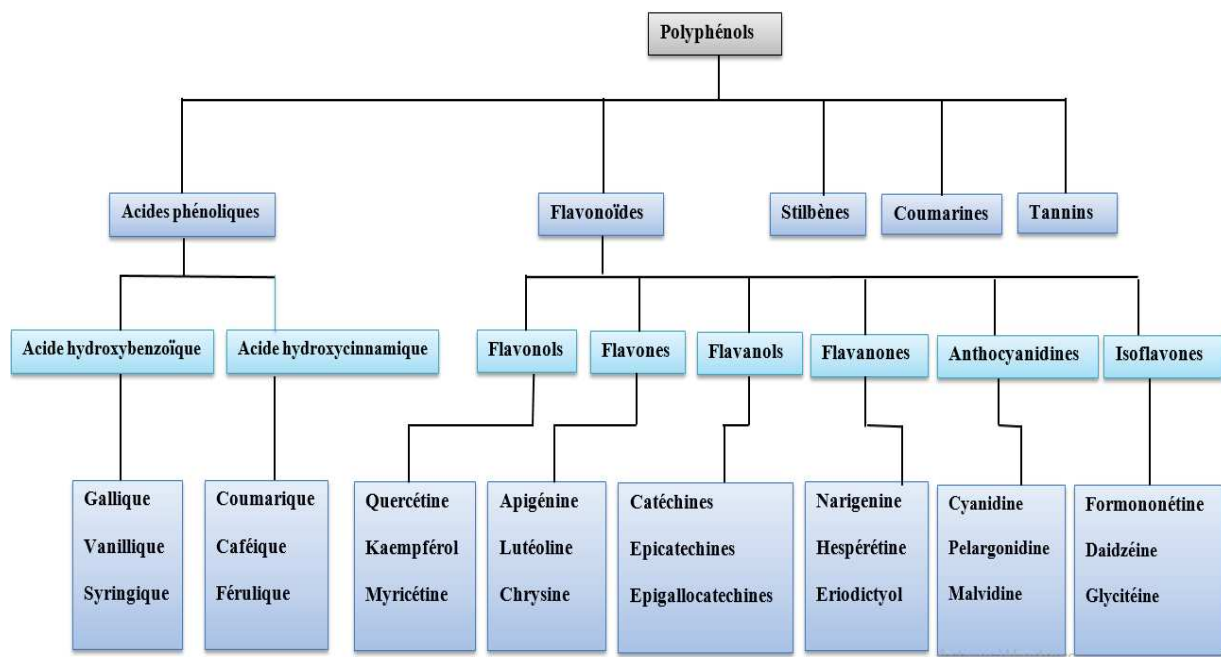 Polyphénols
Acides phénoliques
Flavonoïdes
Stilbènes
Coumarines
Tannins
Acide hydroxybenzoïque
Acide hydroxycinnamique
Flavonols
Flavones
Flavanols
Flavanones
Anthocyanidines
Isoflavones
Gallique
Vanillique
Syringique
Coumarique
Caféique
Férulique
Quercétine
Kaempférol
Myricétine
Apigénine
Lutéoline
Chrysine
Catéchines
Epicatechines
Epigallocatechines
Narigenine
Hespérétine
Eriodictyol
Cyanidine
Pelargonidine
Malvidine
Formononétine
Daidzéine
Glycitéine